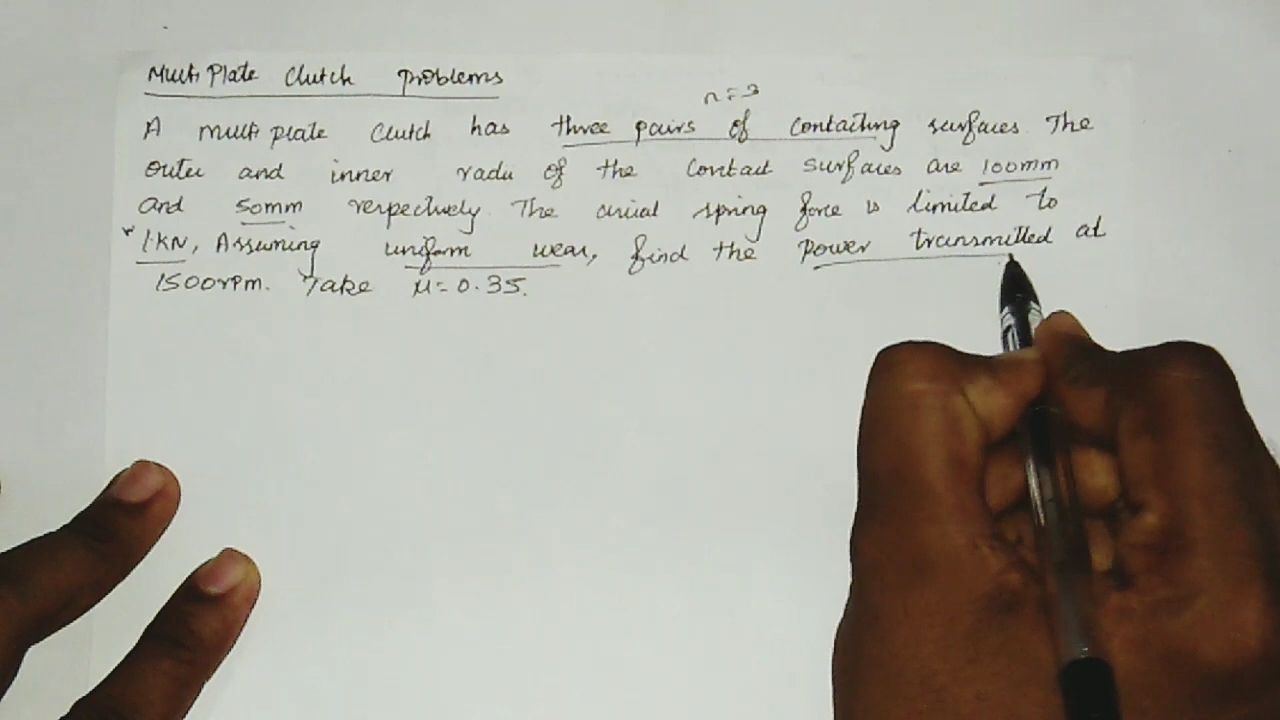 Multi Plate Clutch Problems
n=3
A multi plate clutch has three pairs of contacting surfaces. The
outer and inner radii of the contact surfaces are 100mm
and 50mm respectively. The axial spring force is limited to
1KN, Assuming uniform wear, find the power transmitted at
1500rpm. Take μ=0.35.